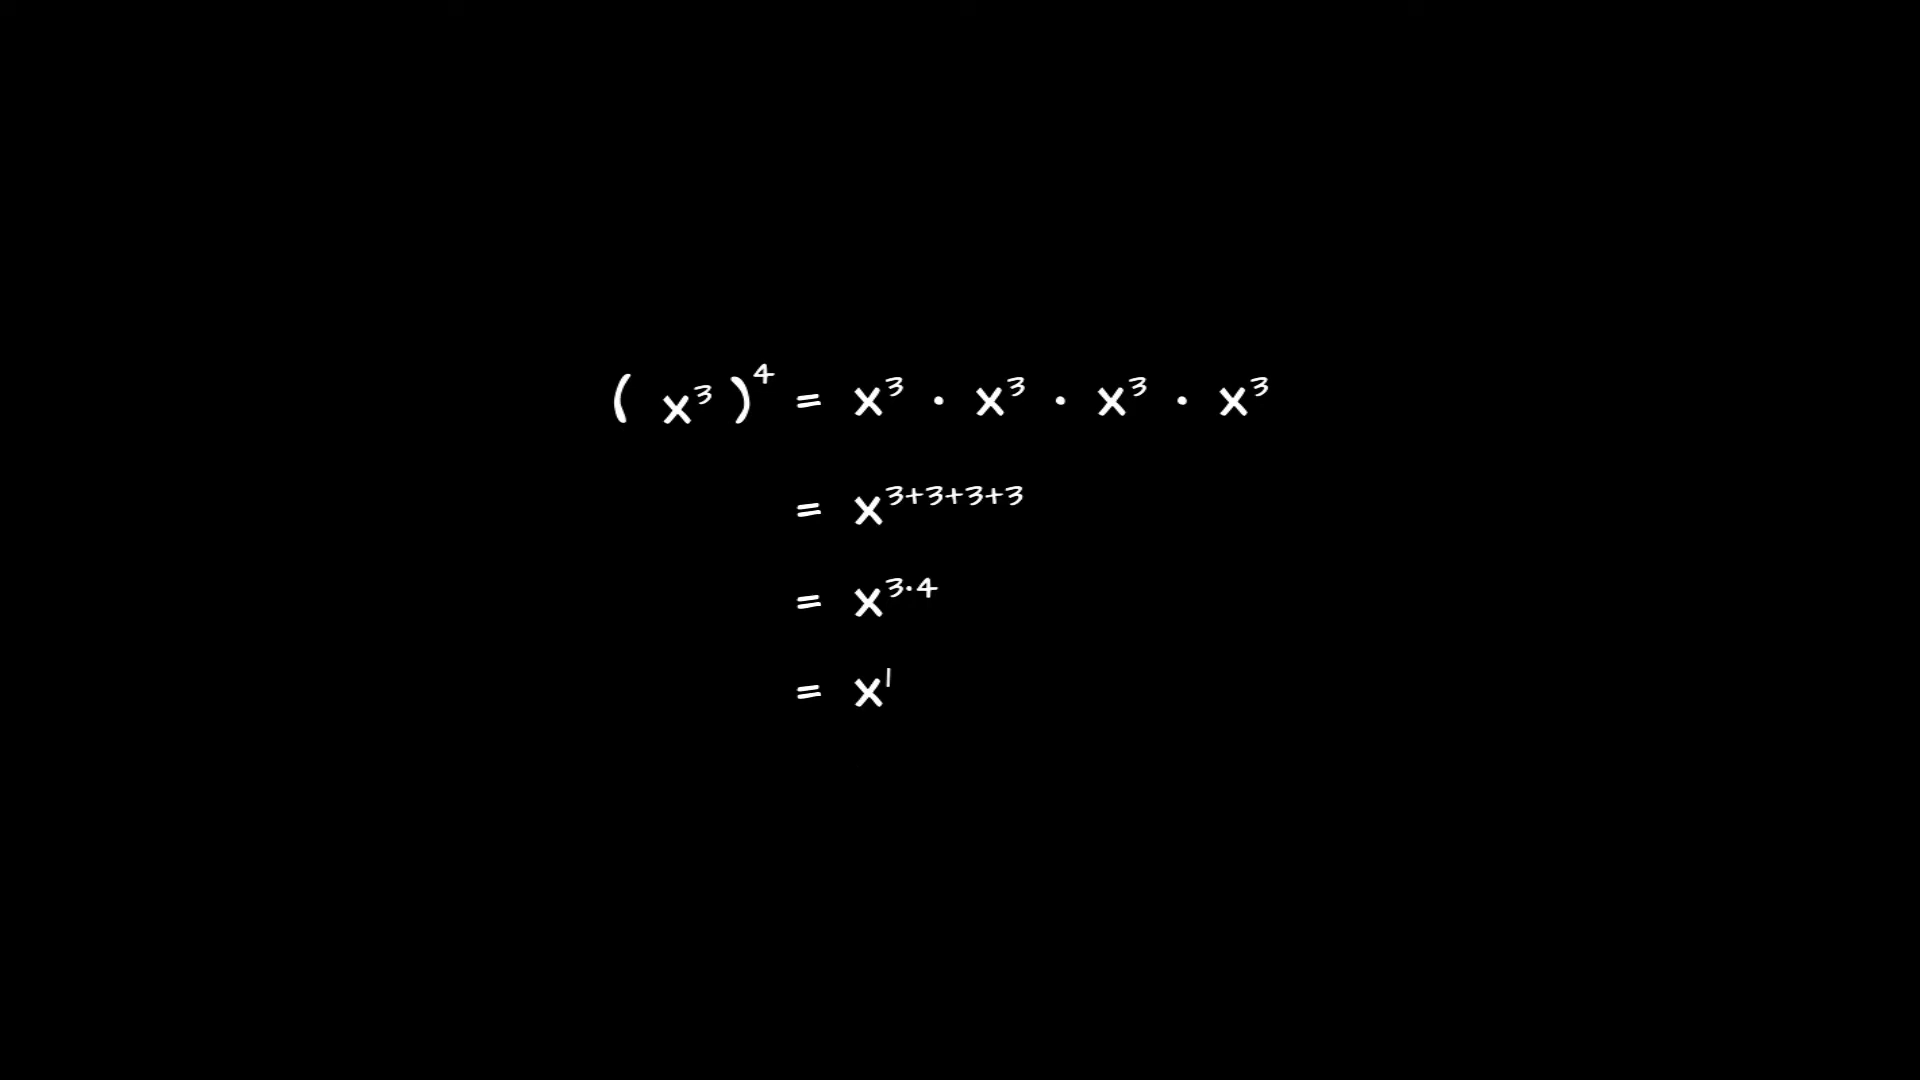 ( x³ )⁴ = x³ · x³ · x³ · x³
= x³⁺³⁺³⁺³
= x³·⁴
= x¹